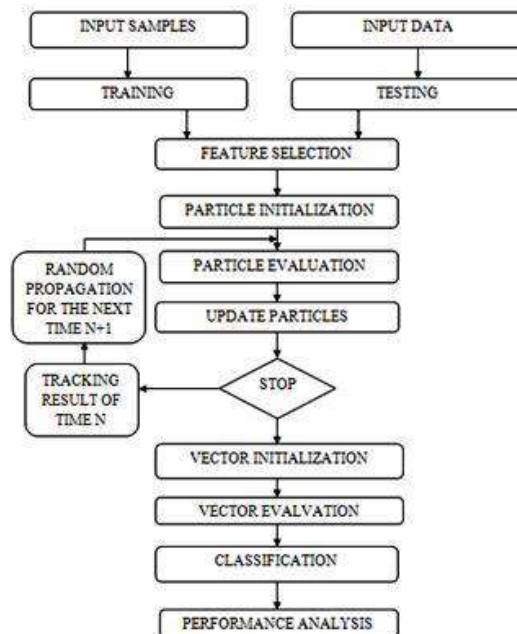 INPUT SAMPLES
INPUT DATA
TRAINING
TESTING
FEATURE SELECTION
PARTICLE INITIALIZATION
PARTICLE EVALUATION
RANDOM
PROPAGATION
FOR THE NEXT
TIME N+1
UPDATE PARTICLES
STOP
TRACKING
RESULT OF
TIME N
VECTOR INITIALIZATION
VECTOR EVALVATION
CLASSIFICATION
PERFORMANCE ANALYSIS